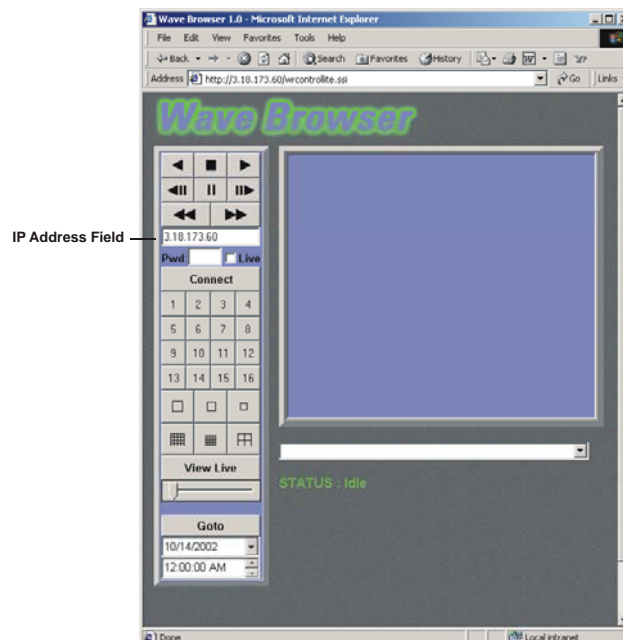 Wave Browser 1.0 - Microsoft Internet Explorer
File Edit View Favorites Tools Help
Back Search Favorites History
Address http://3.18.173.60/wrcontrollite.ssi Go Links
Wave Browser
IP Address Field
3.18.173.60
Pwd Live
Connect
1 2 3 4
5 6 7 8
9 10 11 12
13 14 15 16
View Live
STATUS : Idle
Goto
10/14/2002
12:00:00 AM
Done Local intranet